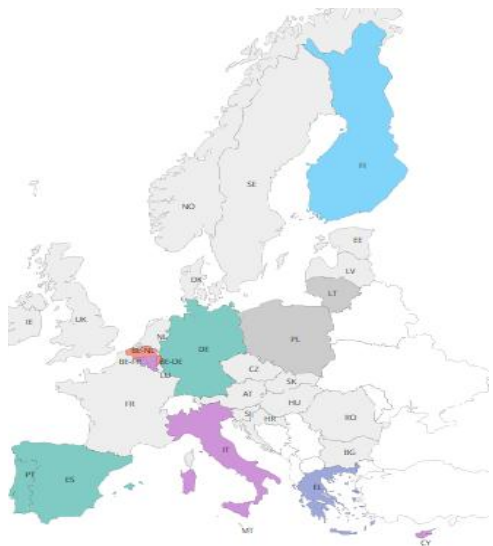 FI
SE
NO
EE
LV
DK
LT
IE
UK
NL
PL
DE
BE-NL
BE-FR
BE-DE
LU
CZ
SK
FR
AT
HU
SI
HR
RO
IT
BG
PT
ES
EL
MT
CY